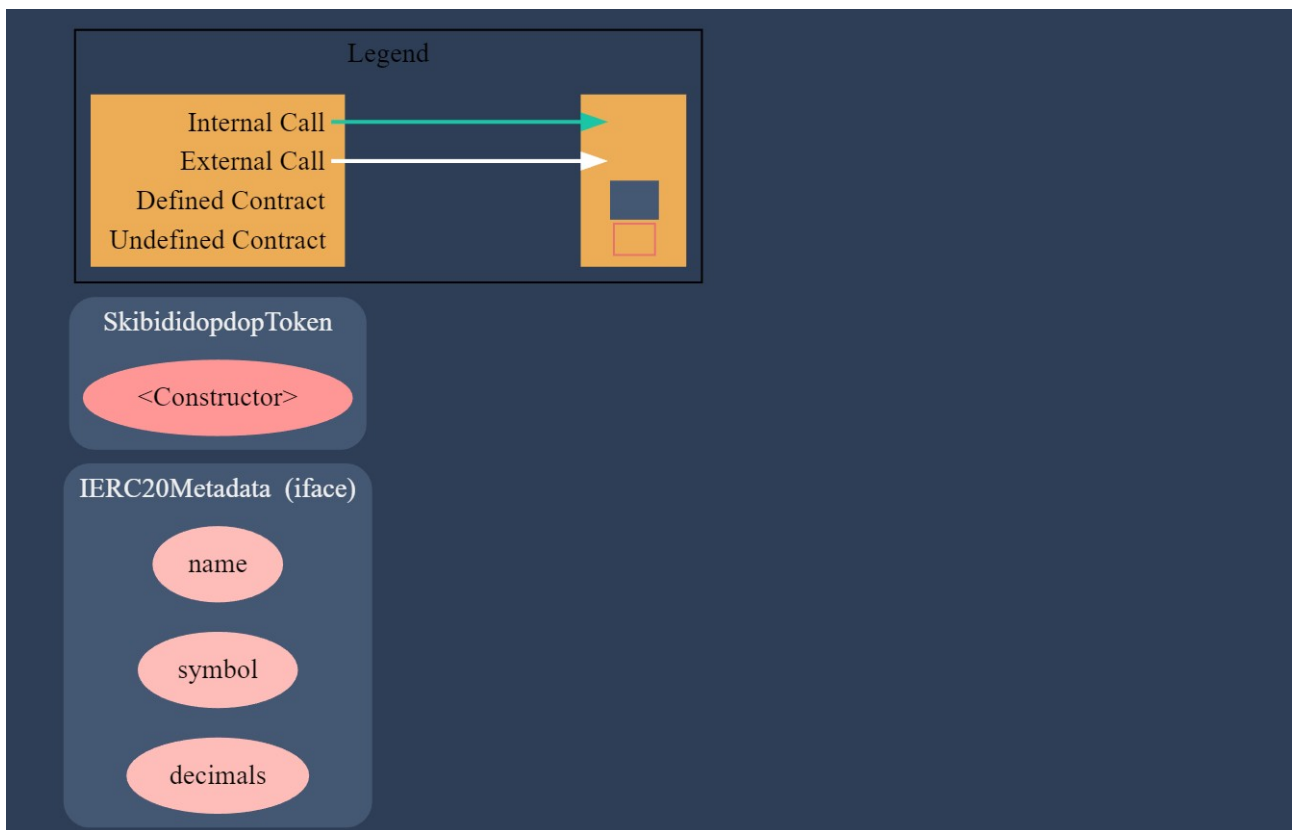 Legend
Internal Call
External Call
Defined Contract
Undefined Contract
SkibididopdopToken
<Constructor>
IERC20Metadata (iface)
name
symbol
decimals